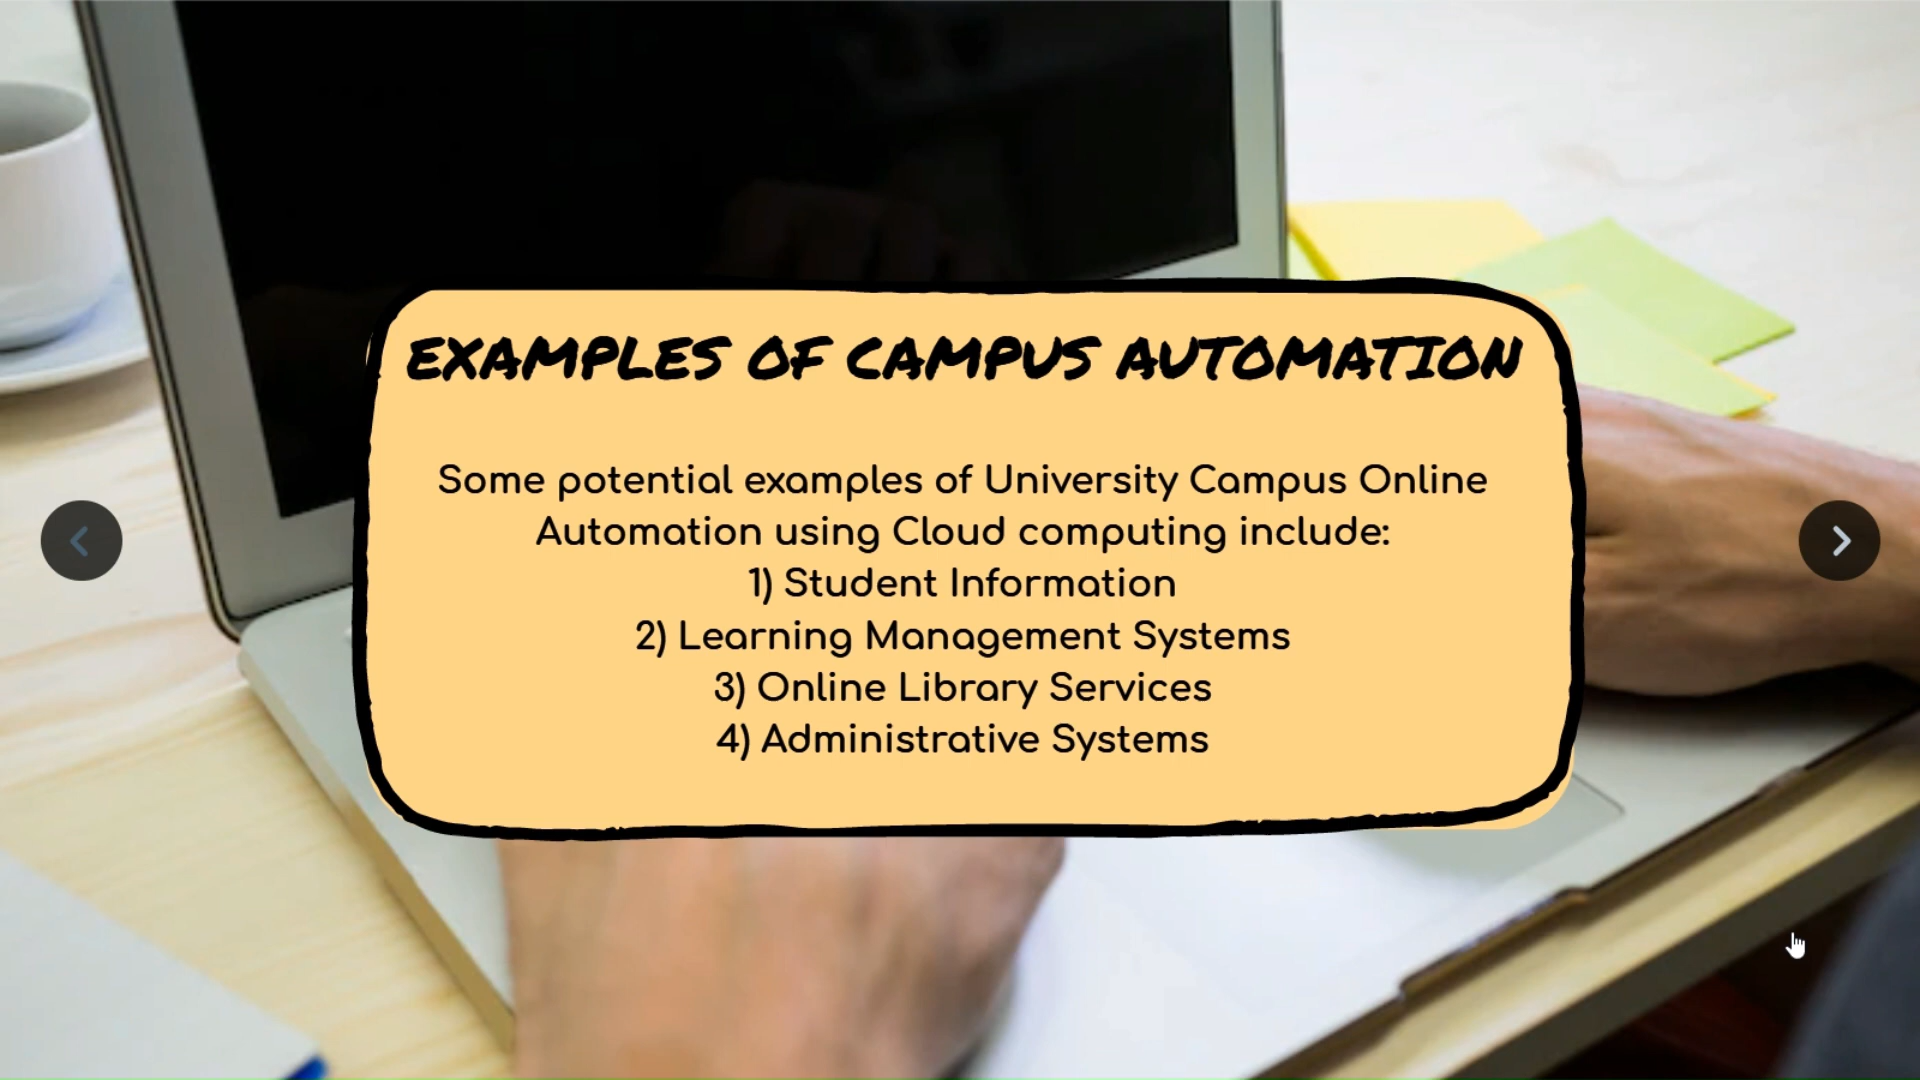 EXAMPLES OF CAMPUS AUTOMATION
Some potential examples of University Campus Online
Automation using Cloud computing include:
1) Student Information
2) Learning Management Systems
3) Online Library Services
4) Administrative Systems